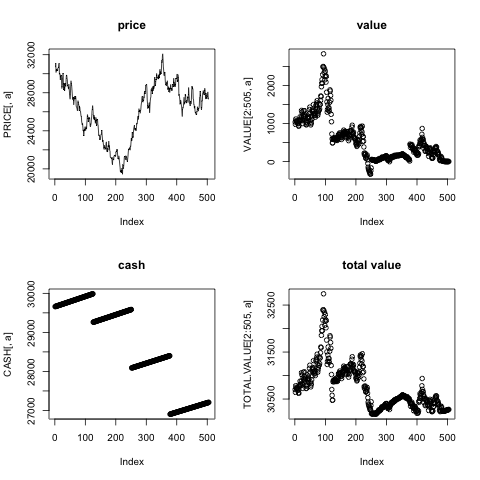 price
PRICE[, a]
32000
28000
24000
20000
0 100 200 300 400 500
Index
value
VALUE[2:505, a]
2000
1000
0
0 100 200 300 400 500
Index
cash
CASH[, a]
30000
29000
28000
27000
0 100 200 300 400 500
Index
total value
TOTAL.VALUE[2:505, a]
32500
31500
30500
0 100 200 300 400 500
Index